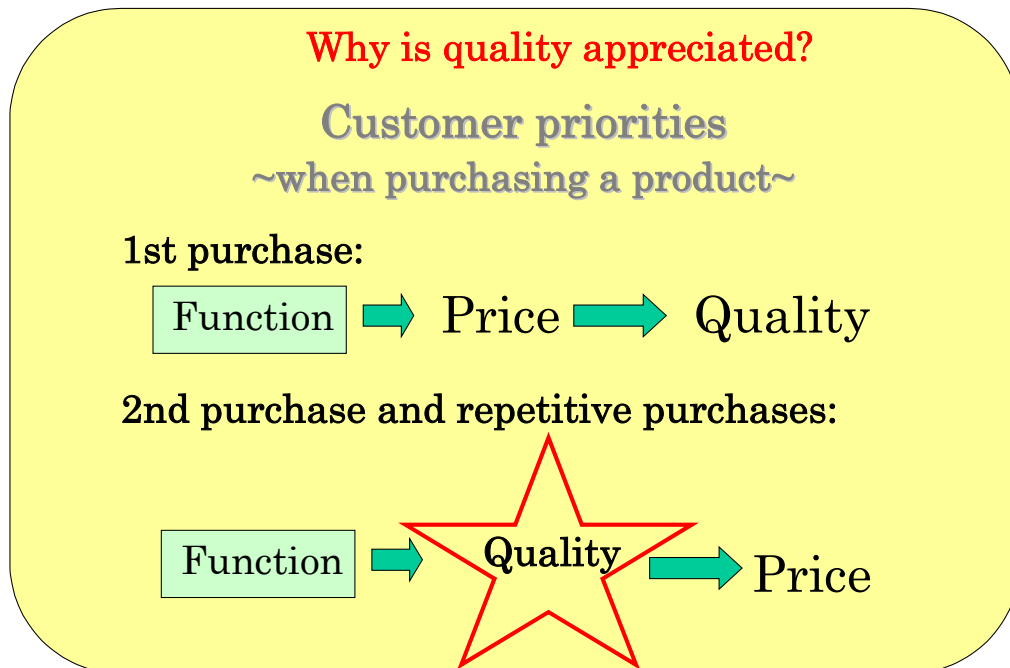 Why is quality appreciated?
Customer priorities
~when purchasing a product~
1st purchase:
Function Price Quality
2nd purchase and repetitive purchases:
Function Quality Price